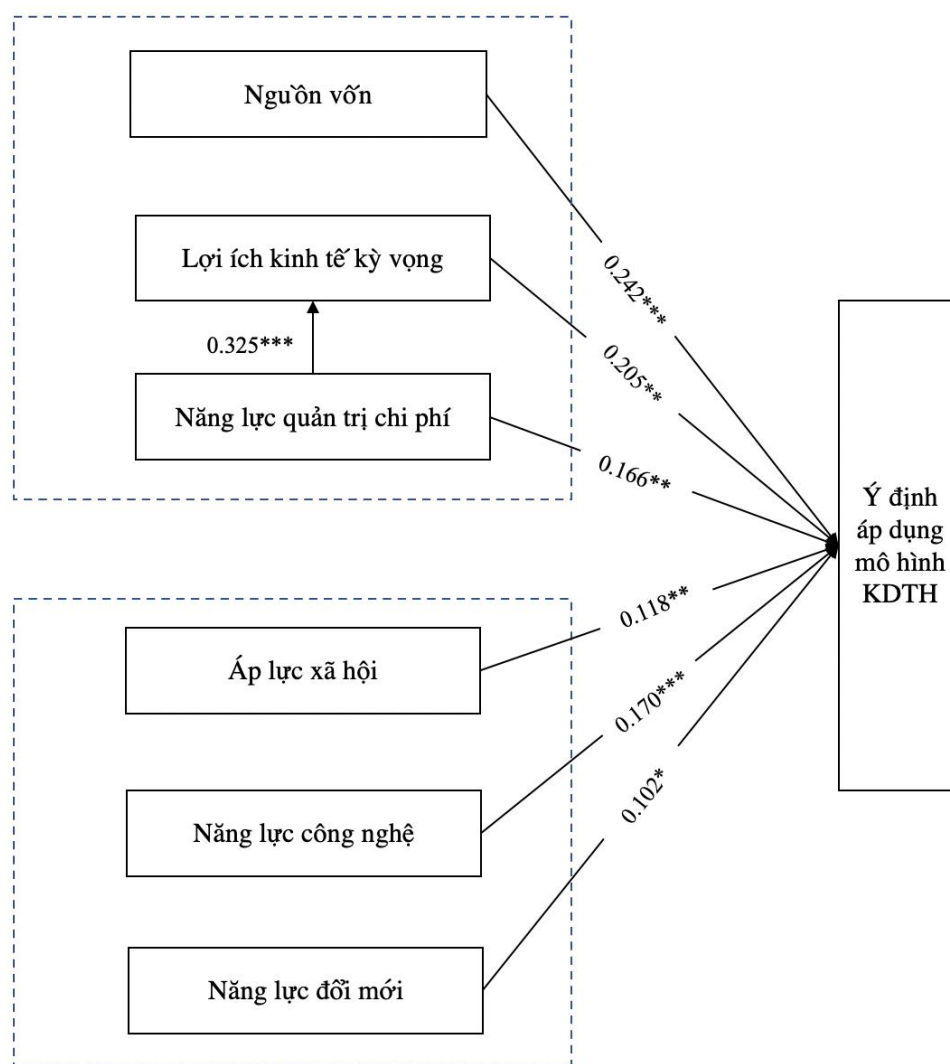 Nguồn vốn
0.242***
Lợi ích kinh tế kỳ vọng
0.205**
0.325***
Năng lực quản trị chi phí
0.166**
Ý định
áp dụng
mô hình
KDTH
0.118**
Áp lực xã hội
0.170***
Năng lực công nghệ
0.102*
Năng lực đổi mới